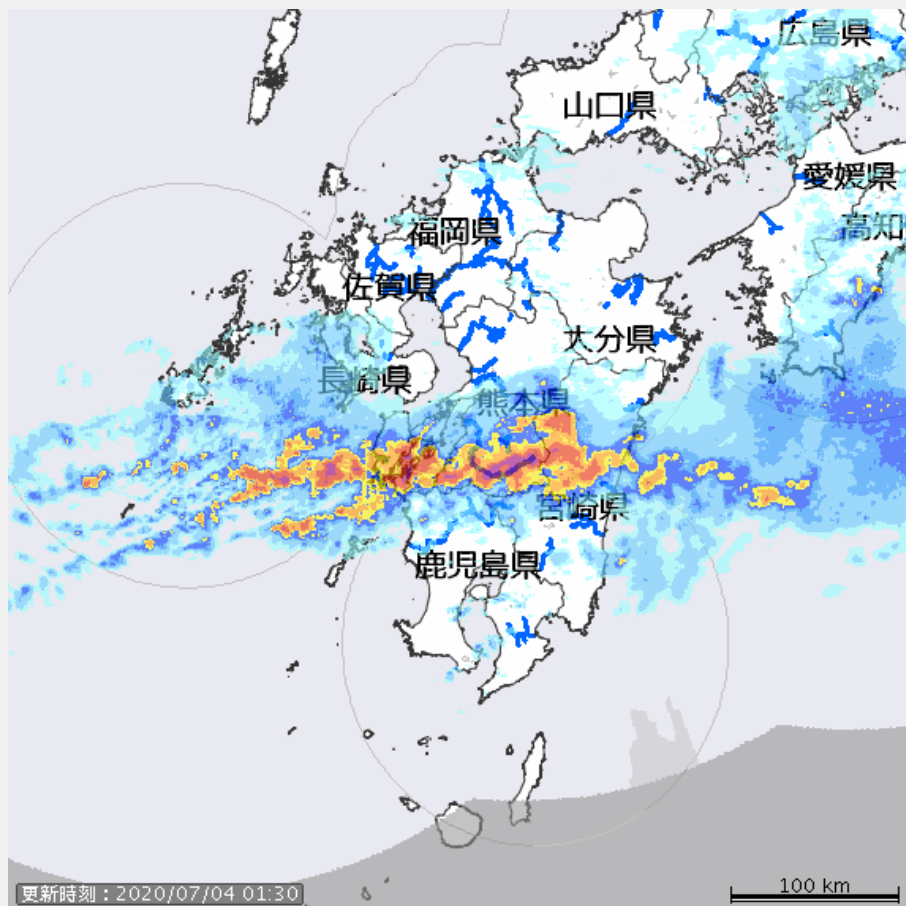 広島県
山口県
愛媛県
高知
福岡県
佐賀県
大分県
長崎県
熊本県
宮崎県
鹿児島県
更新時刻：2020/07/04 01:30
100 km